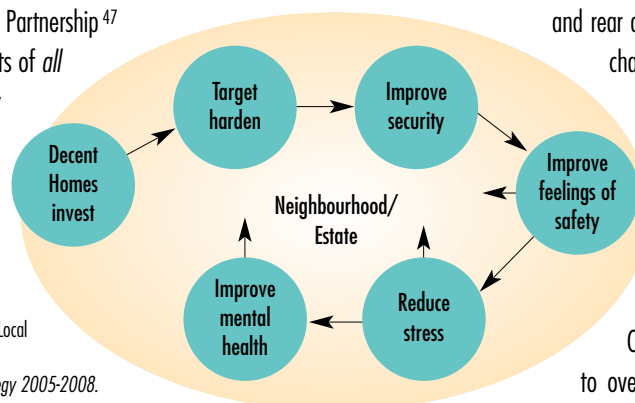 Partnership 47
ts of all
Local
ogy 2005-2008.
Decent
Homes
invest
Target
harden
Improve
security
Improve
feelings of
safety
Reduce
stress
Improve
mental
health
Neighbourhood/
Estate
and rear
cha
to ove